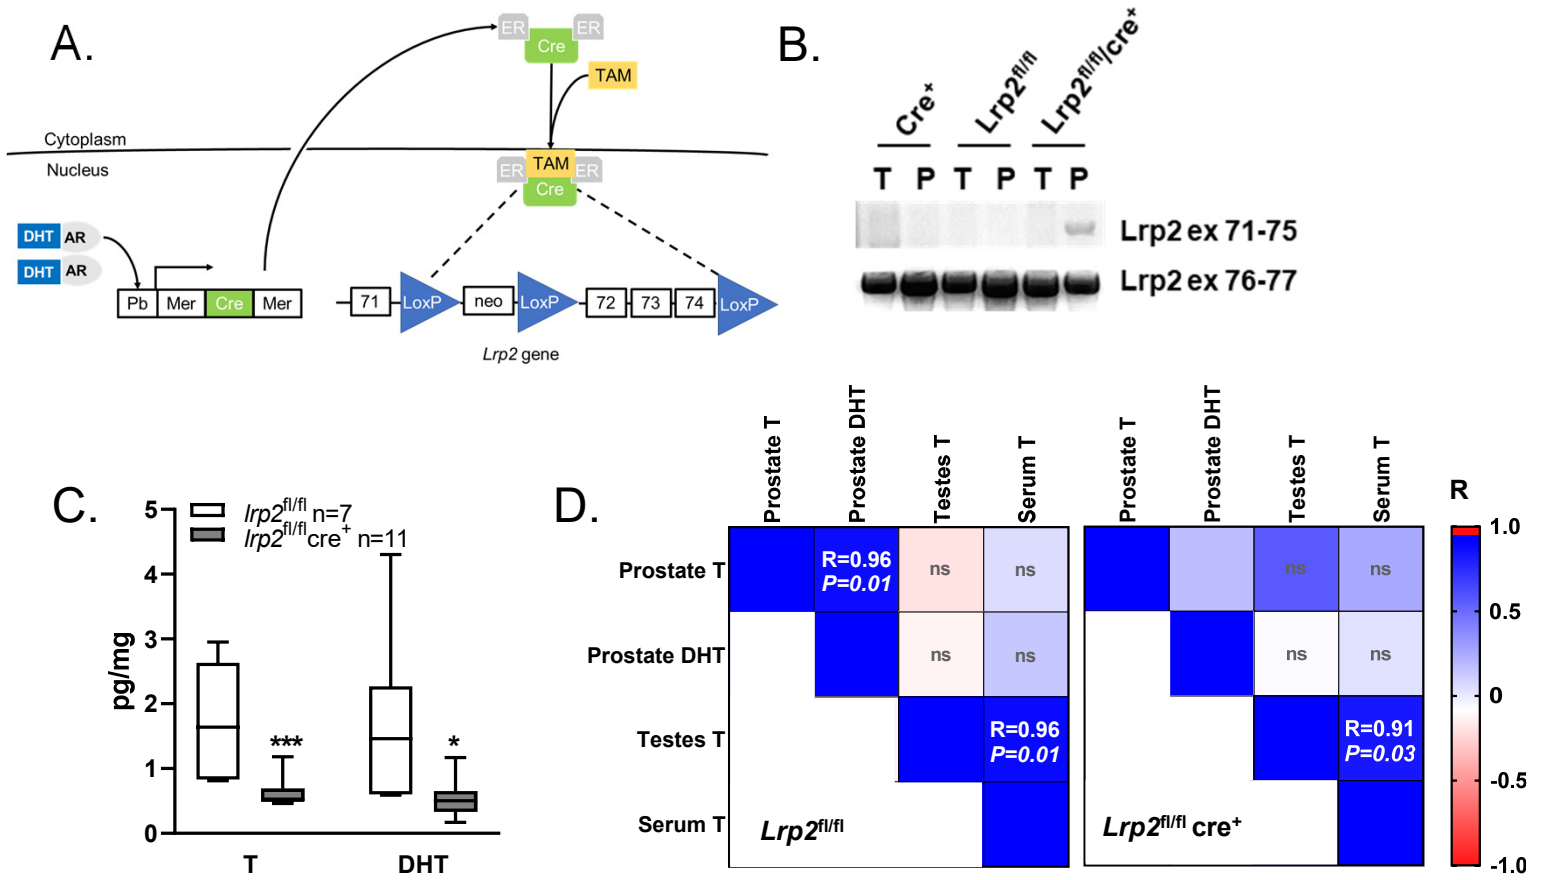 A.
ER
ER
Cre
TAM
Cytoplasm
Nucleus
ER
TAM
ER
Cre
DHT AR
DHT AR
Pb Mer Cre Mer
71 LoxP neo LoxP 72 73 74 LoxP
Lrp2 gene
B.
Cre+
Lrp2fl/fl
Lrp2fl/fl/cre+
T P T P T P
Lrp2 ex 71-75
Lrp2 ex 76-77
C.
lrp2fl/fl n=7
lrp2fl/flcre+ n=11
pg/mg
5
4
3
2
1
0
***
*
T DHT
D.
Prostate T
Prostate DHT
Testes T
Serum T
Prostate T
Prostate DHT
Testes T
Serum T
Prostate T
Prostate DHT
Testes T
Serum T
R=0.96
P=0.01
ns
ns
ns
ns
R=0.96
P=0.01
Lrp2fl/fl
ns
ns
ns
ns
R=0.91
P=0.03
Lrp2fl/fl cre+
R
1.0
0.5
0
-0.5
-1.0